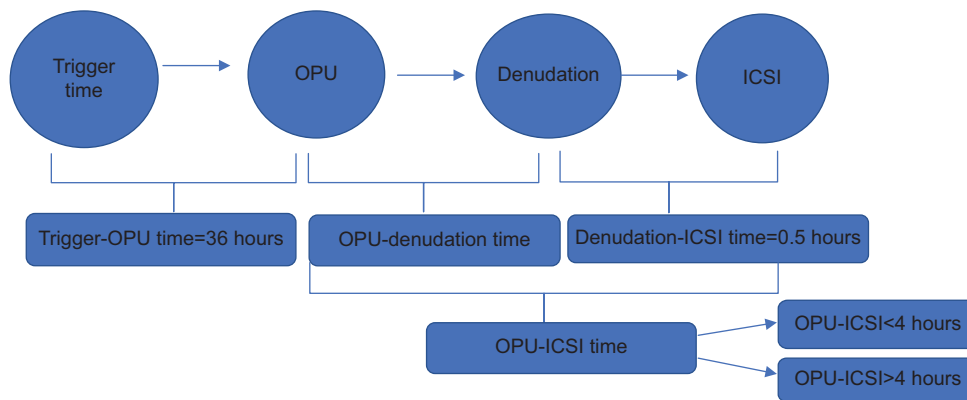 Trigger
time
OPU
Denudation
ICSI
Trigger-OPU time=36 hours
OPU-denudation time
Denudation-ICSI time=0.5 hours
OPU-ICSI time
OPU-ICSI<4 hours
OPU-ICSI>4 hours